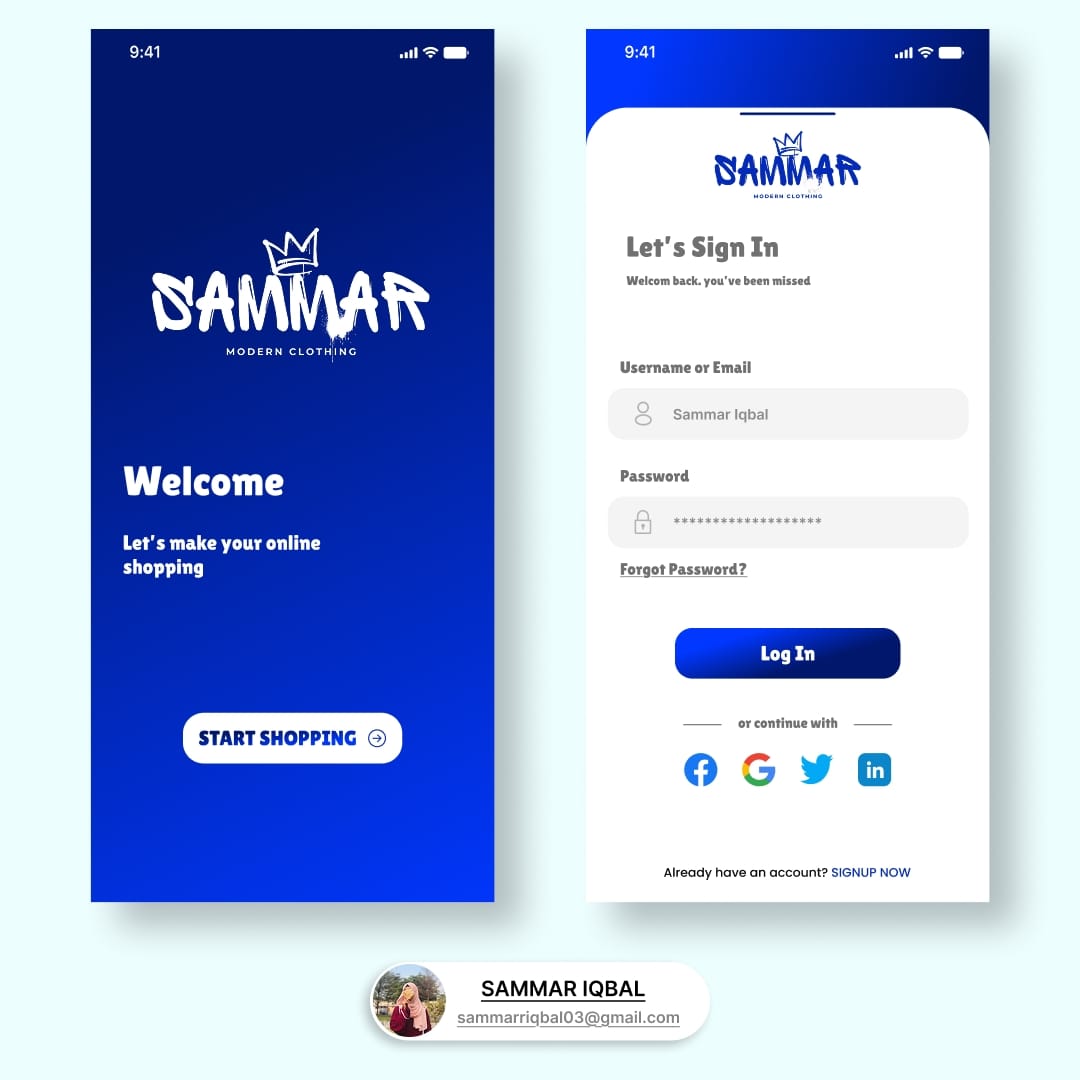 9:41
SAMMAR
MODERN CLOTHING
Welcome
Let's make your online
shopping
START SHOPPING
9:41
SAMMAR
MODERN CLOTHING
Let's Sign In
Welcom back. you've been missed
Username or Email
Sammar Iqbal
Password
*******************
Forgot Password?
Log In
or continue with
f G in
Already have an account? SIGNUP NOW
SAMMAR IQBAL
sammarriqbal03@gmail.com